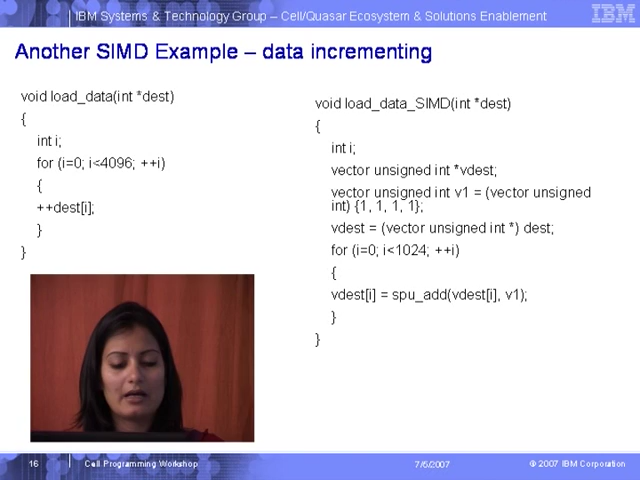 IBM Systems & Technology Group – Cell/Quasar Ecosystem & Solutions Enablement
IBM
Another SIMD Example – data incrementing
void load_data(int *dest)
{
int i;
for (i=0; i<4096; ++i)
{
++dest[i];
}
}
void load_data_SIMD(int *dest)
{
int i;
vector unsigned int *vdest;
vector unsigned int v1 = (vector unsigned
int) {1, 1, 1, 1};
vdest = (vector unsigned int *) dest;
for (i=0; i<1024; ++i)
{
vdest[i] = spu_add(vdest[i], v1);
}
}
16
Cell Programming Workshop
7/5/2007
© 2007 IBM Corporation